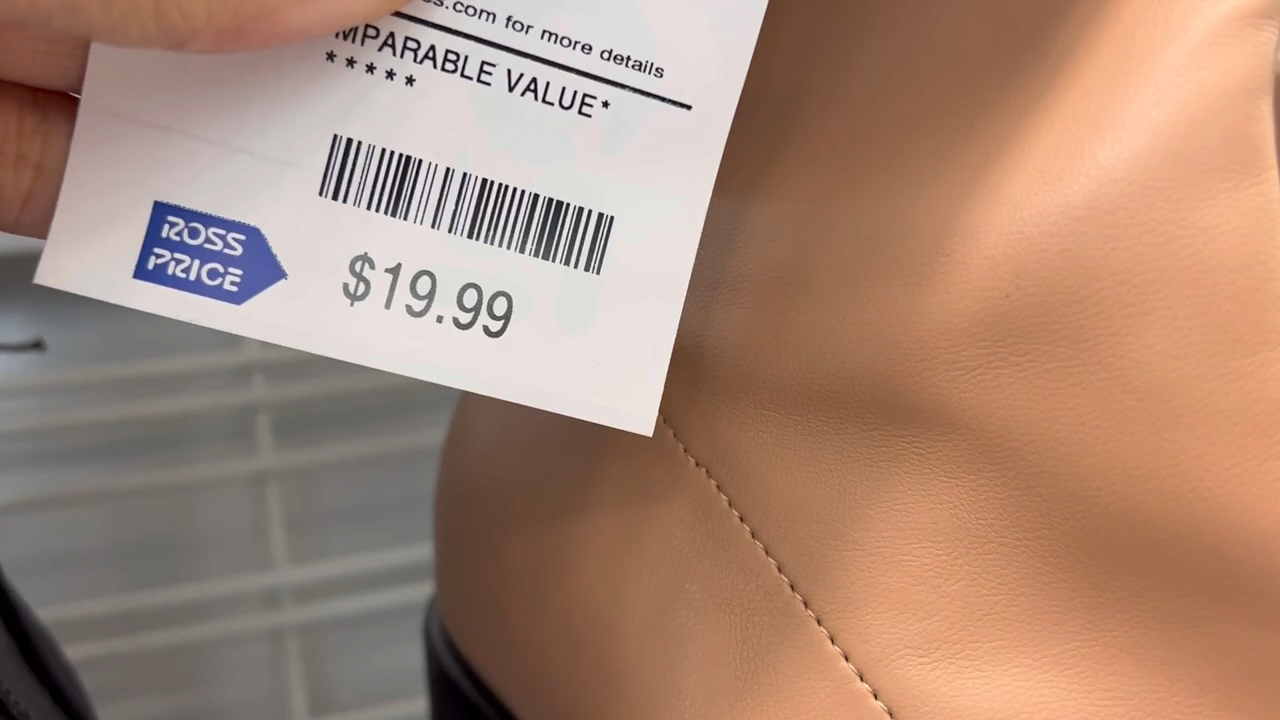 .com for more details
MPARABLE VALUE*
*****
ROSS
PRICE
$19.99